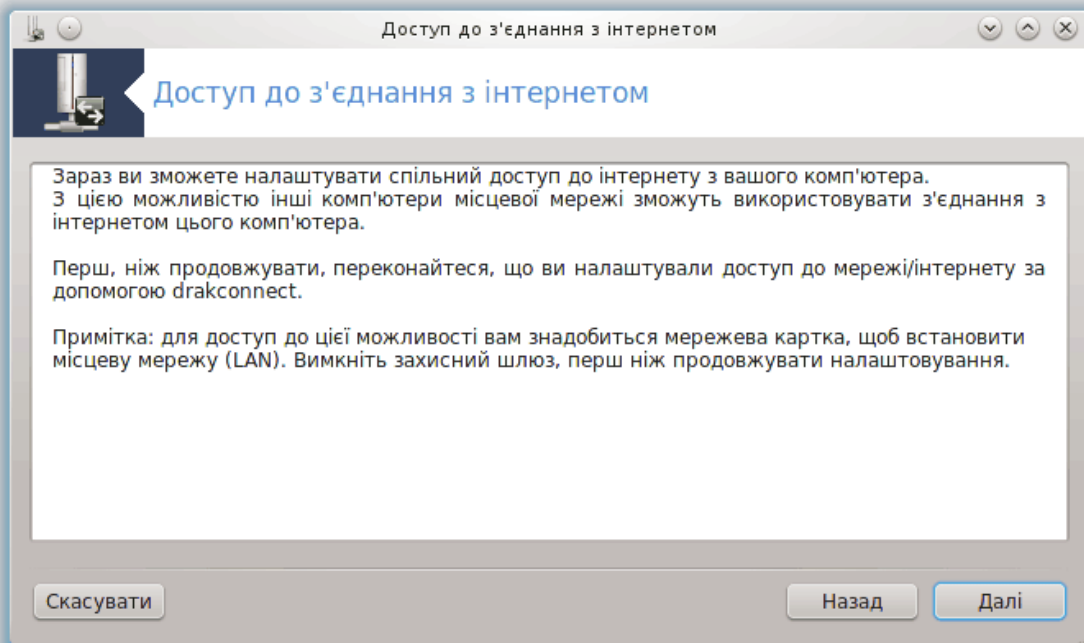 Доступ до з'єднання з інтернетом
Доступ до з'єднання з інтернетом
Зараз ви зможете налаштувати спільний доступ до інтернету з вашого комп'ютера.
З цією можливістю інші комп'ютери місцевої мережі зможуть використовувати з'єднання з
інтернетом цього комп'ютера.
Перш, ніж продовжувати, переконайтеся, що ви налаштували доступ до мережі/інтернету за
допомогою drakconnect.
Примітка: для доступ до цієї можливості вам знадобиться мережева картка, щоб встановити
місцеву мережу (LAN). Вимкніть захисний шлюз, перш ніж продовжувати налаштовування.
Скасувати
Назад
Далі